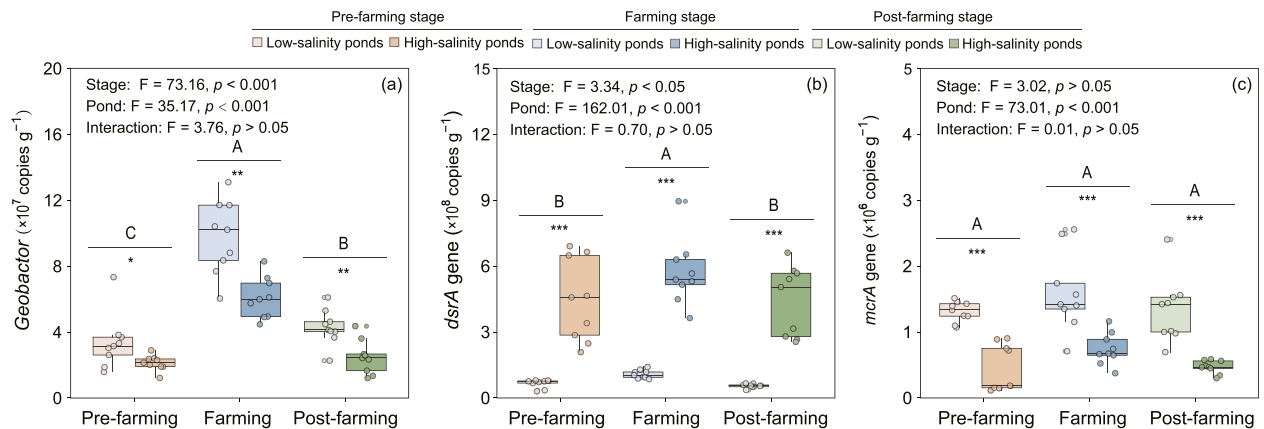 Pre-farming stage Farming stage Post-farming stage
Low-salinity ponds High-salinity ponds Low-salinity ponds High-salinity ponds Low-salinity ponds High-salinity ponds
Geobactor (×10⁷ copies g⁻¹)
20
16
12
8
4
0
(a)
Stage: F = 73.16, p < 0.001
Pond: F = 35.17, p < 0.001
Interaction: F = 3.76, p > 0.05
C
*
A
**
B
**
Pre-farming Farming Post-farming
dsrA gene (×10⁸ copies g⁻¹)
15
12
9
6
3
0
(b)
Stage: F = 3.34, p < 0.05
Pond: F = 162.01, p < 0.001
Interaction: F = 0.70, p > 0.05
B
***
A
***
B
***
Pre-farming Farming Post-farming
mcrA gene (×10⁶ copies g⁻¹)
5
4
3
2
1
0
(c)
Stage: F = 3.02, p > 0.05
Pond: F = 73.01, p < 0.001
Interaction: F = 0.01, p > 0.05
A
***
A
***
A
***
Pre-farming Farming Post-farming